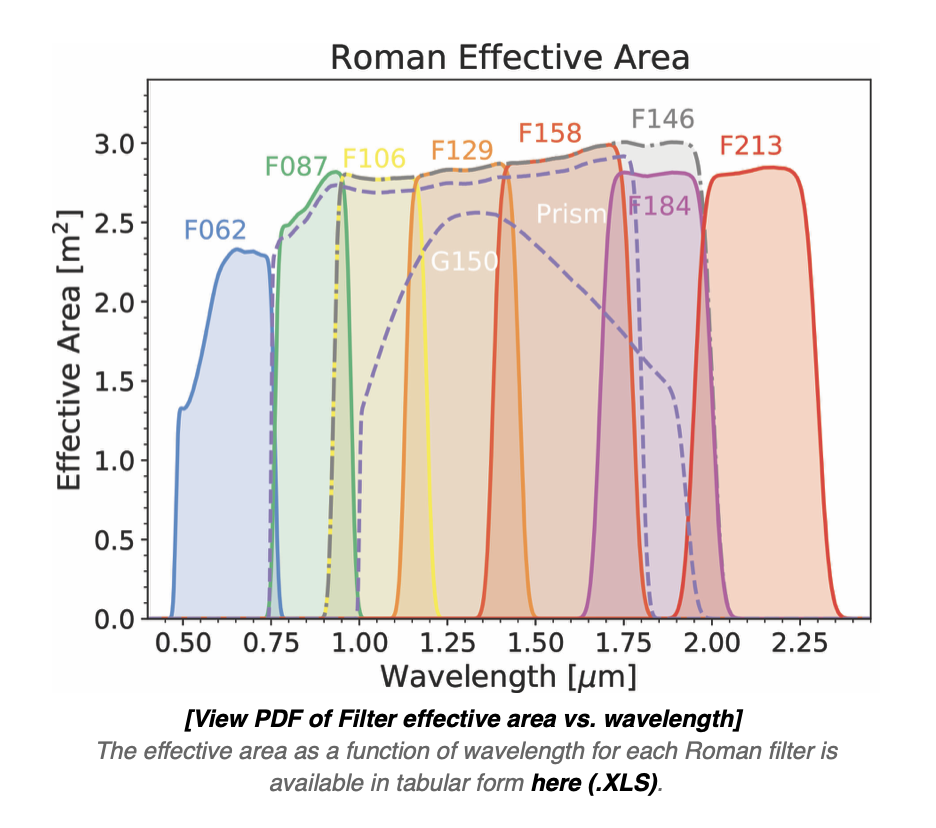 Roman Effective Area
F146
F158
F213
F129
F106
F087
3.0
F184
Prism
F062
2.5
G150
2.0
1.5
1.0
0.5
0.0
Effective Area [m²]
0.50 0.75 1.00 1.25 1.50 1.75 2.00 2.25
Wavelength [μm]
[View PDF of Filter effective area vs. wavelength]
The effective area as a function of wavelength for each Roman filter is
available in tabular form here (.XLS).